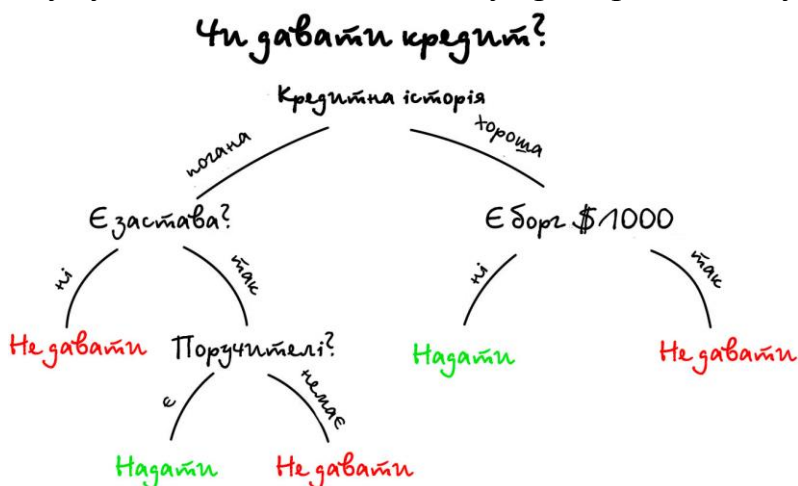 Чи давати кредит?
Кредитна історія
погана
хороша
Є застава?
Є борг $1000
ні
так
ні
так
Не давати
Поручителі?
Надати
Не давати
є
немає
Надати
Не давати